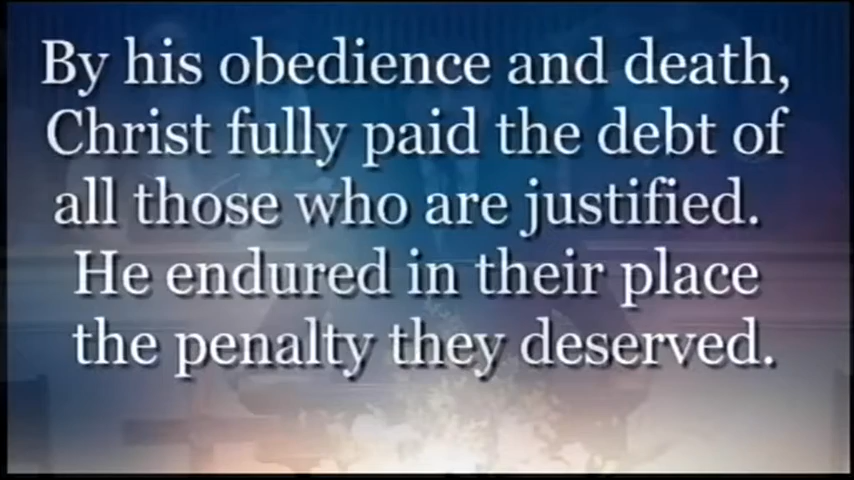 By his obedience and death,
Christ fully paid the debt of
all those who are justified.
He endured in their place
the penalty they deserved.